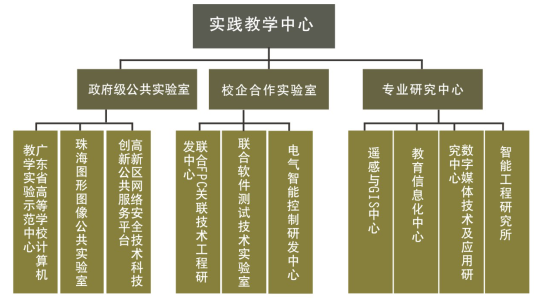 实践教学中心
政府级公共实验室
校企合作实验室
专业研究中心
广东省高等学校计算机
教学实验示范中心
珠海图形图像公共实验室
高新区网络安全技术科技
创新公共服务平台
联合FPC关联技术工程研
发中心
联合软件测试技术实验室
电气智能控制研发中心
遥感与GIS中心
教育信息化中心
数字媒体技术及应用研
究中心
智能工程研究所